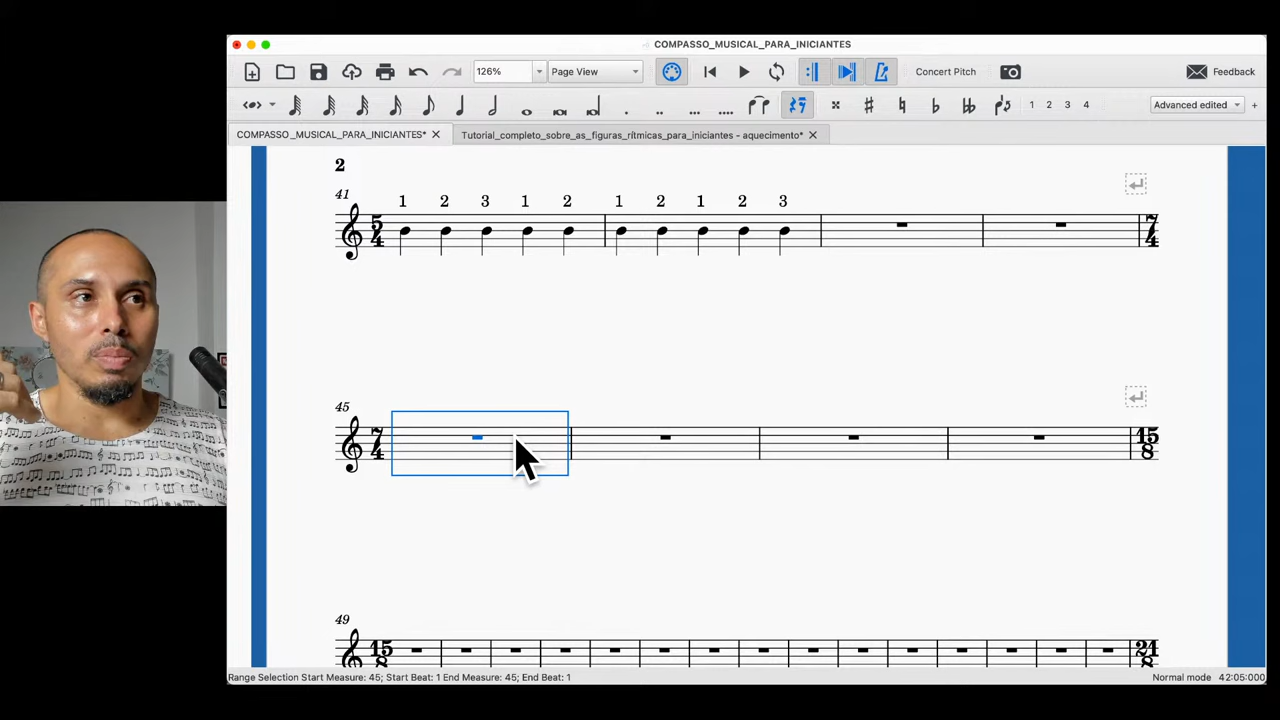 COMPASSO_MUSICAL_PARA_INICIANTES
126% Page View Concert Pitch Feedback
1 2 3 4 Advanced edited +
COMPASSO_MUSICAL_PARA_INICIANTES* Tutorial_completo_sobre_as_figuras_rítmicas_para_iniciantes - aquecimento*
2
41 1 2 3 1 2 1 2 1 2 3
5 7
4 4
45
7 15
4 8
49
15 24
8 8
Range Selection Start Measure: 45; Start Beat: 1 End Measure: 45; End Beat: 1 Normal mode 42:05:000